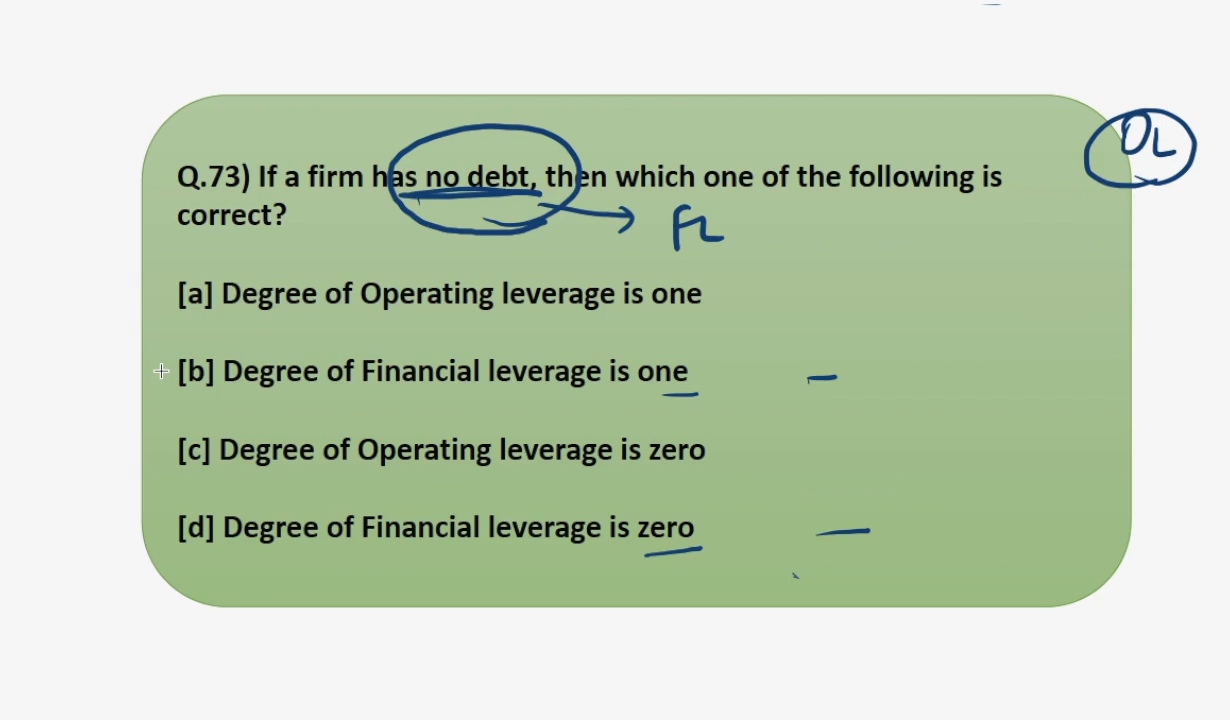 OL
Q.73) If a firm has no debt, then which one of the following is
correct?
FL
[a] Degree of Operating leverage is one
[b] Degree of Financial leverage is one
[c] Degree of Operating leverage is zero
[d] Degree of Financial leverage is zero